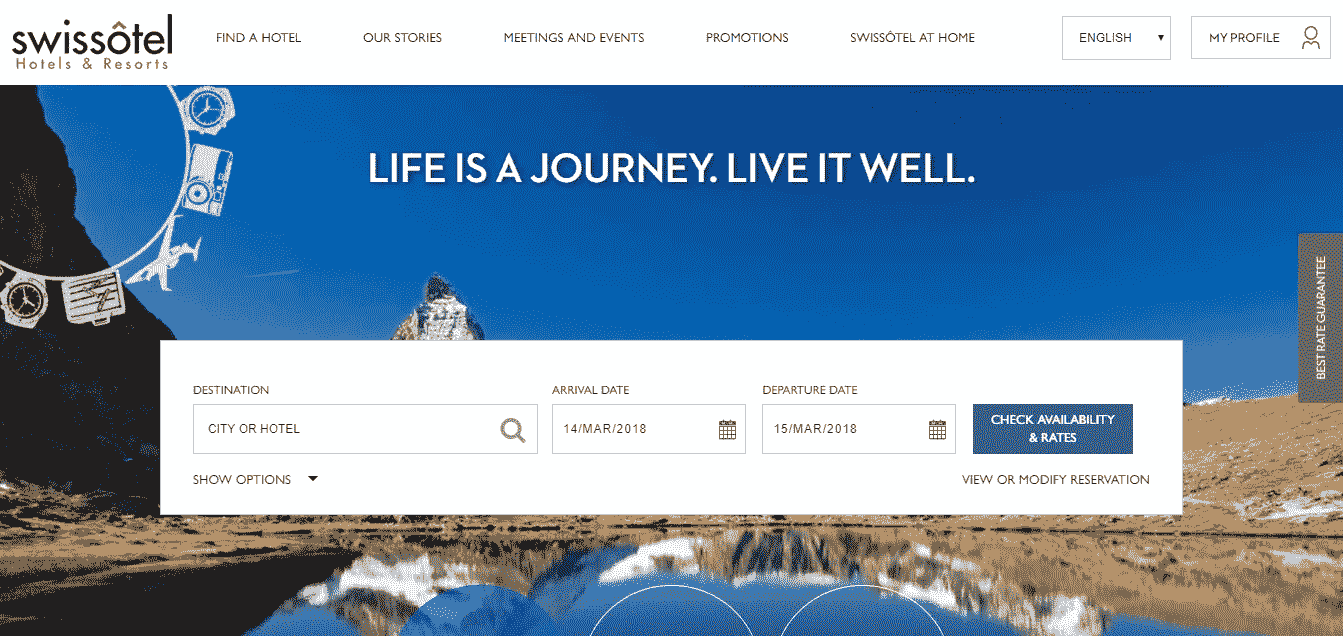 swissôtel
Hotels & Resorts
FIND A HOTEL
OUR STORIES
MEETINGS AND EVENTS
PROMOTIONS
SWISSÔTEL AT HOME
ENGLISH
MY PROFILE
LIFE IS A JOURNEY. LIVE IT WELL.
BEST RATE GUARANTEE
DESTINATION
ARRIVAL DATE
DEPARTURE DATE
CITY OR HOTEL
14/MAR/2018
15/MAR/2018
CHECK AVAILABILITY
& RATES
SHOW OPTIONS
VIEW OR MODIFY RESERVATION